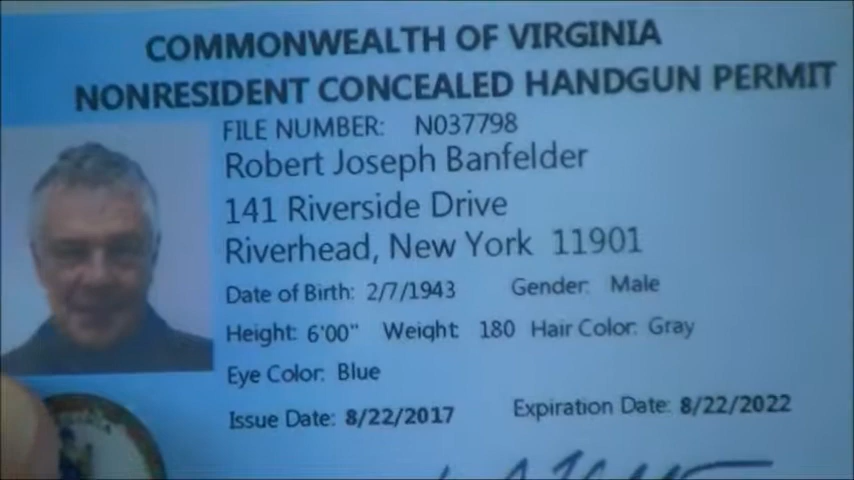 COMMONWEALTH OF VIRGINIA
NONRESIDENT CONCEALED HANDGUN PERMIT
FILE NUMBER: N037798
Robert Joseph Banfelder
141 Riverside Drive
Riverhead, New York 11901
Date of Birth: 2/7/1943 Gender: Male
Height: 6'00" Weight: 180 Hair Color: Gray
Eye Color: Blue
Issue Date: 8/22/2017 Expiration Date: 8/22/2022